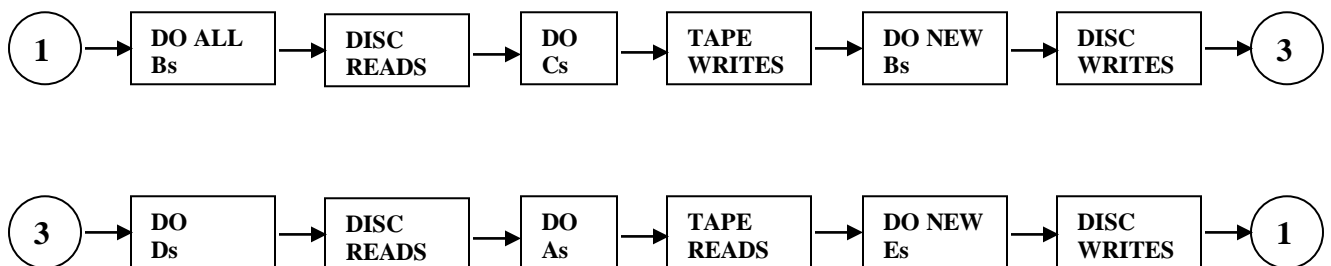 1
DO ALL
Bs
DISC
READS
DO
Cs
TAPE
WRITES
DO NEW
Bs
DISC
WRITES
3
3
DO
Ds
DISC
READS
DO
As
TAPE
READS
DO NEW
Es
DISC
WRITES
1